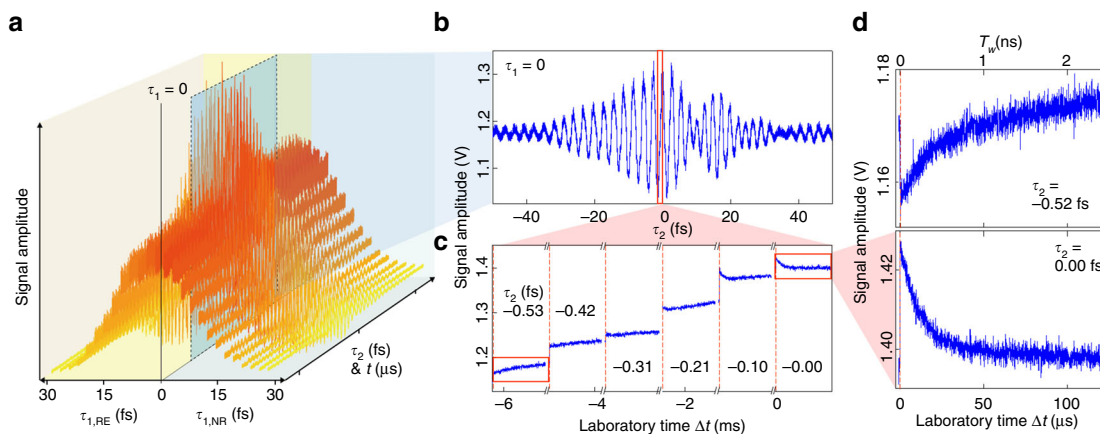 a
τ1 = 0
Signal amplitude
30
15
0
15
30
τ1,RE (fs)
τ1,NR (fs)
τ2 (fs)
& t (μs)
b
τ1 = 0
1.3
1.2
1.1
Signal amplitude (V)
−40
−20
0
20
40
τ2 (fs)
c
1.4
1.3
1.2
τ2 (fs)
−0.53
−0.42
−0.31
−0.21
−0.10
−0.00
−6
−4
−2
0
Laboratory time Δt (ms)
d
Tw(ns)
0
1
2
1.18
1.16
τ2 =
−0.52 fs
Signal amplitude (V)
τ2 =
0.00 fs
1.42
1.40
0
50
100
Laboratory time Δt (μs)